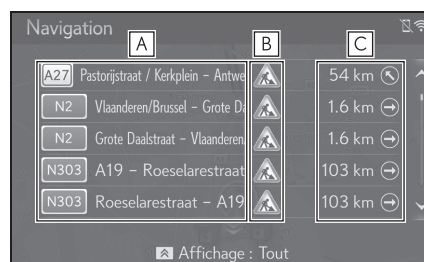 Navigation
A B C
A27 Pastorijstraat / Kerkplein – Antwe 54 km
N2 Vlaanderen/Brussel – Grote Da 1.6 km
N2 Grote Daalstraat – Vlaanderen 1.6 km
N303 A19 – Roeselarestraat 103 km
N303 Roeselarestraat – A19 103 km
Affichage : Tout